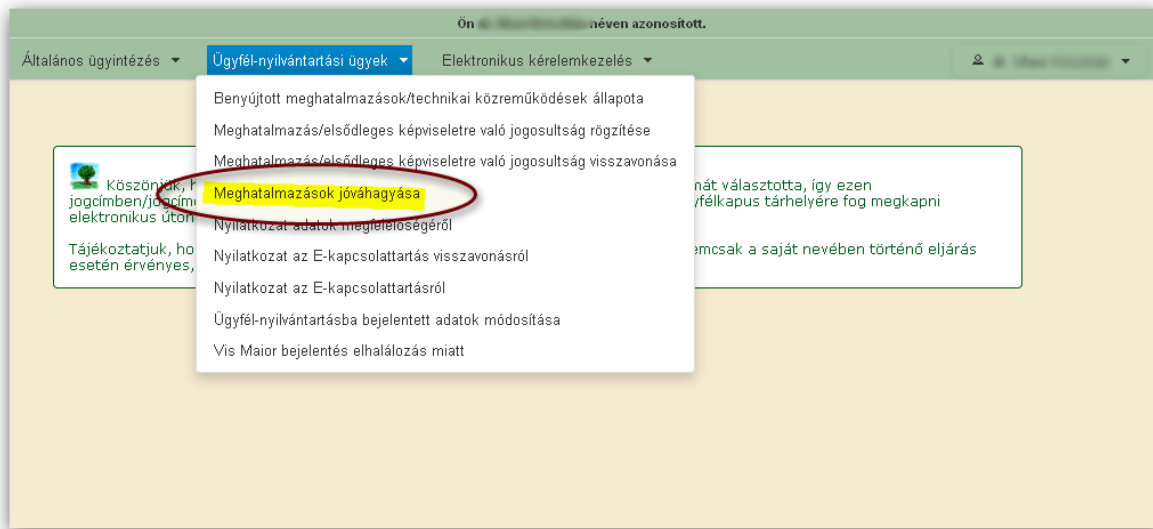 Ön néven azonosított.
Általános ügyintézés Ügyfél-nyilvántartási ügyek Elektronikus kérelemkezelés
Benyújtott meghatalmazások/technikai közreműködések állapota
Meghatalmazás/elsődleges képviseletre való jogosultság rögzítése
Meghatalmazás/elsődleges képviseletre való jogosultság visszavonása
Meghatalmazások jóváhagyása
Nyilatkozat adatok megfelelőségéről
Nyilatkozat az E-kapcsolattartás visszavonásról
Nyilatkozat az E-kapcsolattartásról
Ügyfél-nyilvántartásba bejelentett adatok módosítása
Vis Maior bejelentés elhalálozás miatt
Köszönjük, mát választotta, így ezen
jogcímben/jogcíme yfélkapus tárhelyére fog megkapni
elektronikus úton
Tájékoztatjuk, ho emcsak a saját nevében történő eljárás
esetén érvényes,